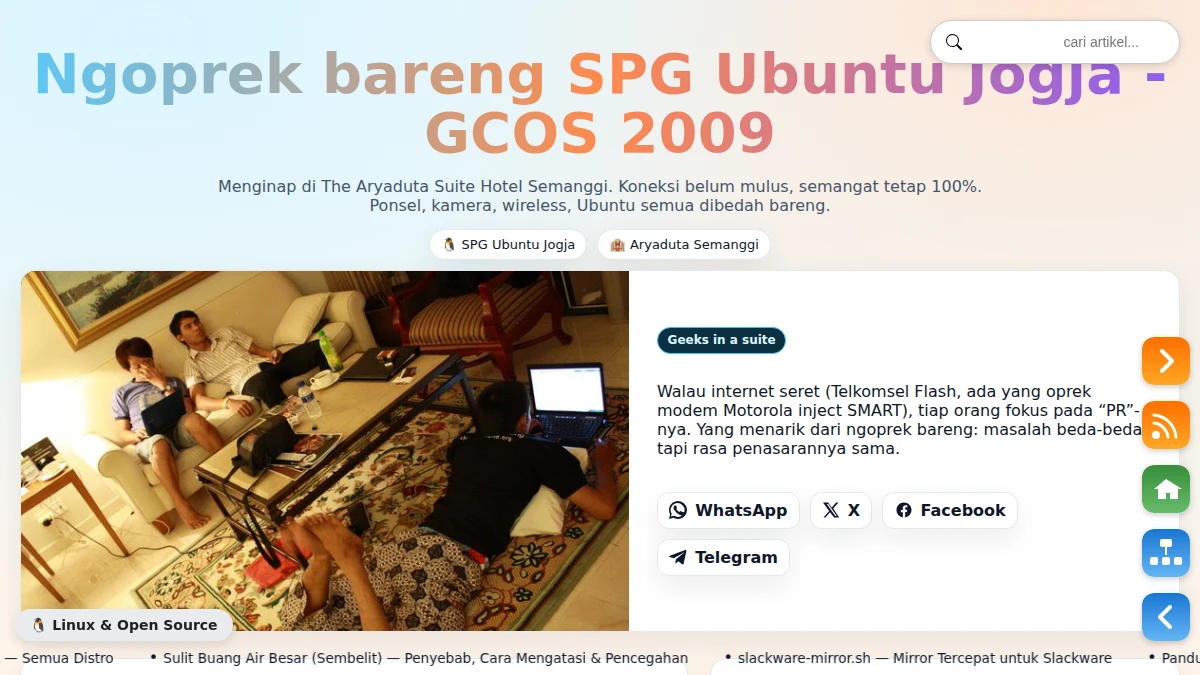 cari artikel...
Ngoprek bareng SPG Ubuntu Jogja -
GCOS 2009
Menginap di The Aryaduta Suite Hotel Semanggi. Koneksi belum mulus, semangat tetap 100%.
Ponsel, kamera, wireless, Ubuntu semua dibedah bareng.
🐧 SPG Ubuntu Jogja
🏨 Aryaduta Semanggi
Geeks in a suite
Walau internet seret (Telkomsel Flash, ada yang oprek
modem Motorola inject SMART), tiap orang fokus pada “PR”-
nya. Yang menarik dari ngoprek bareng: masalah beda-beda
tapi rasa penasarannya sama.
WhatsApp
X
Facebook
Telegram
🐧 Linux & Open Source
— Semua Distro • Sulit Buang Air Besar (Sembelit) — Penyebab, Cara Mengatasi & Pencegahan • slackware-mirror.sh — Mirror Tercepat untuk Slackware •